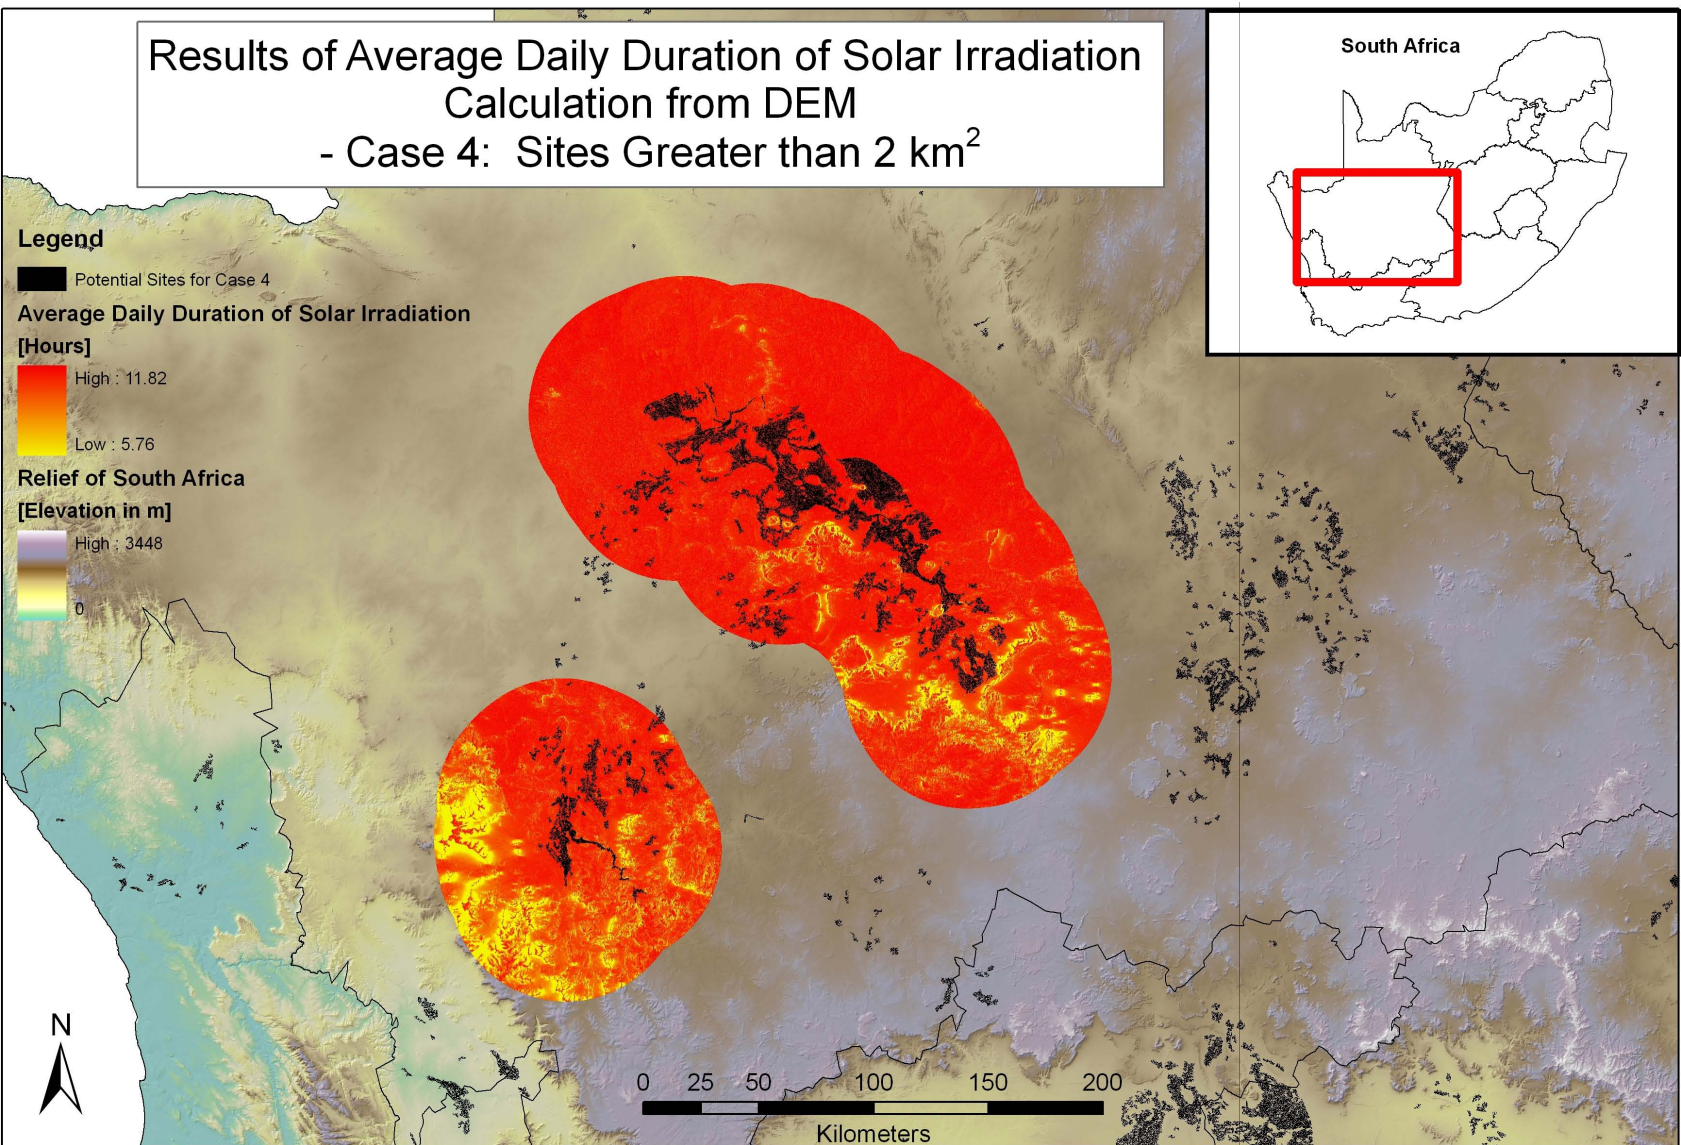 Results of Average Daily Duration of Solar Irradiation
Calculation from DEM
- Case 4: Sites Greater than 2 km²
South Africa
Legend
Potential Sites for Case 4
Average Daily Duration of Solar Irradiation
[Hours]
High : 11.82
Low : 5.76
Relief of South Africa
[Elevation in m]
High : 3448
0
N
0 25 50 100 150 200
Kilometers